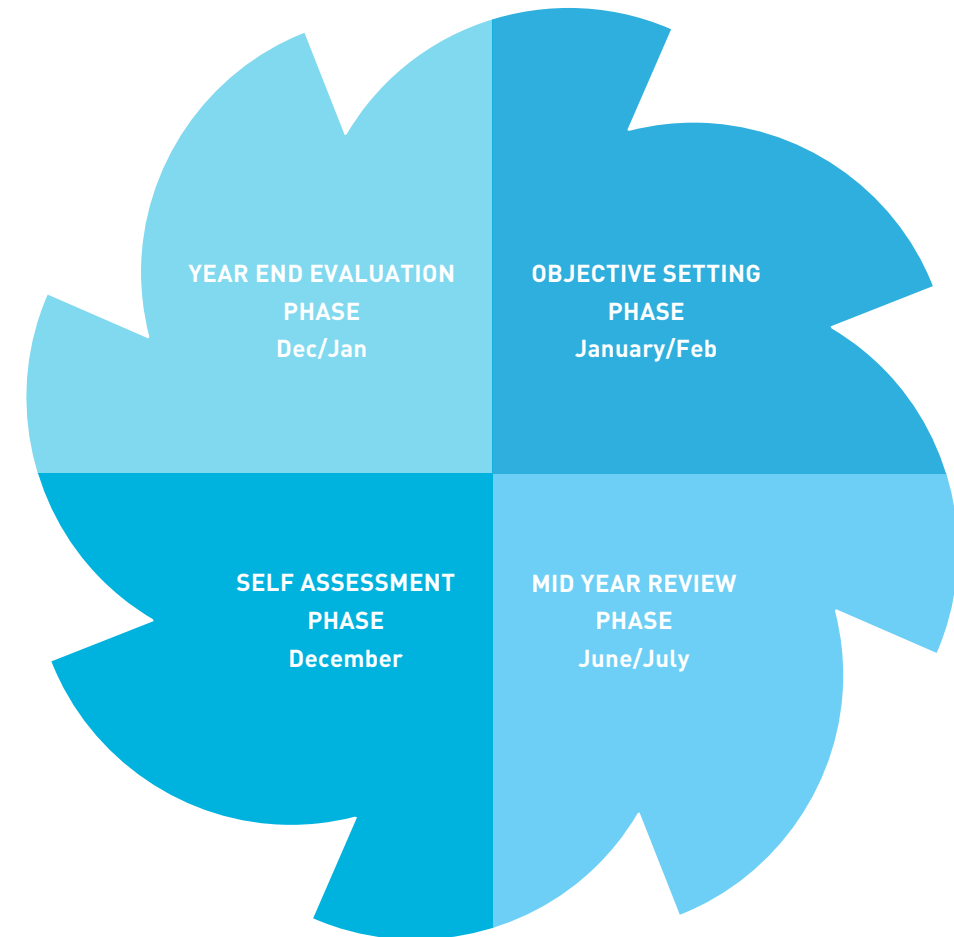 YEAR END EVALUATION
PHASE
Dec/Jan
OBJECTIVE SETTING
PHASE
January/Feb
SELF ASSESSMENT
PHASE
December
MID YEAR REVIEW
PHASE
June/July